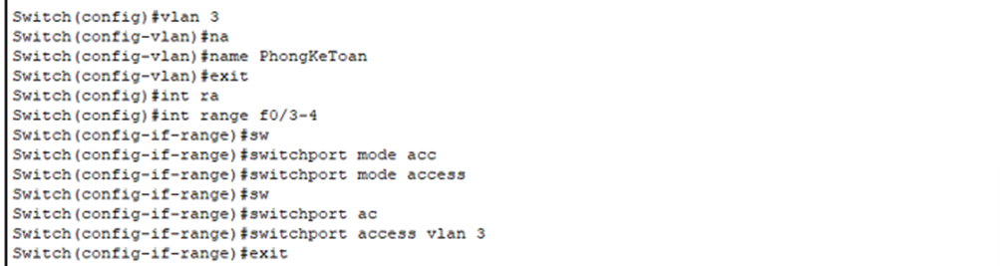 Switch(config)#vlan 3
Switch(config-vlan)#na
Switch(config-vlan)#name PhongKeToan
Switch(config-vlan)#exit
Switch(config)#int ra
Switch(config)#int range f0/3-4
Switch(config-if-range)#sw
Switch(config-if-range)#switchport mode acc
Switch(config-if-range)#switchport mode access
Switch(config-if-range)#sw
Switch(config-if-range)#switchport ac
Switch(config-if-range)#switchport access vlan 3
Switch(config-if-range)#exit